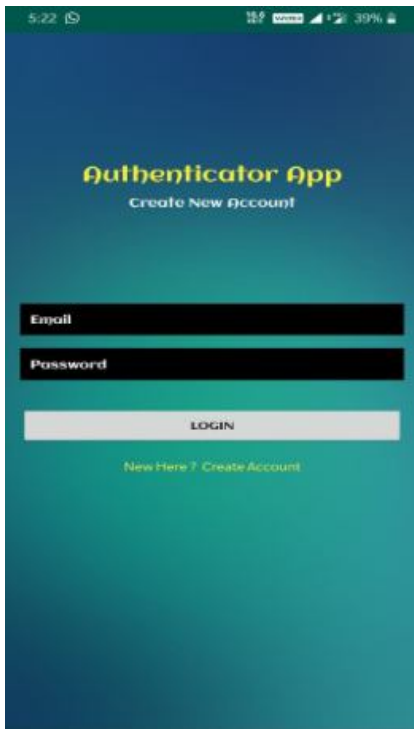 5:22
39%
Authenticator App
Create New Account
Email
Password
LOGIN
New Here ? Create Account